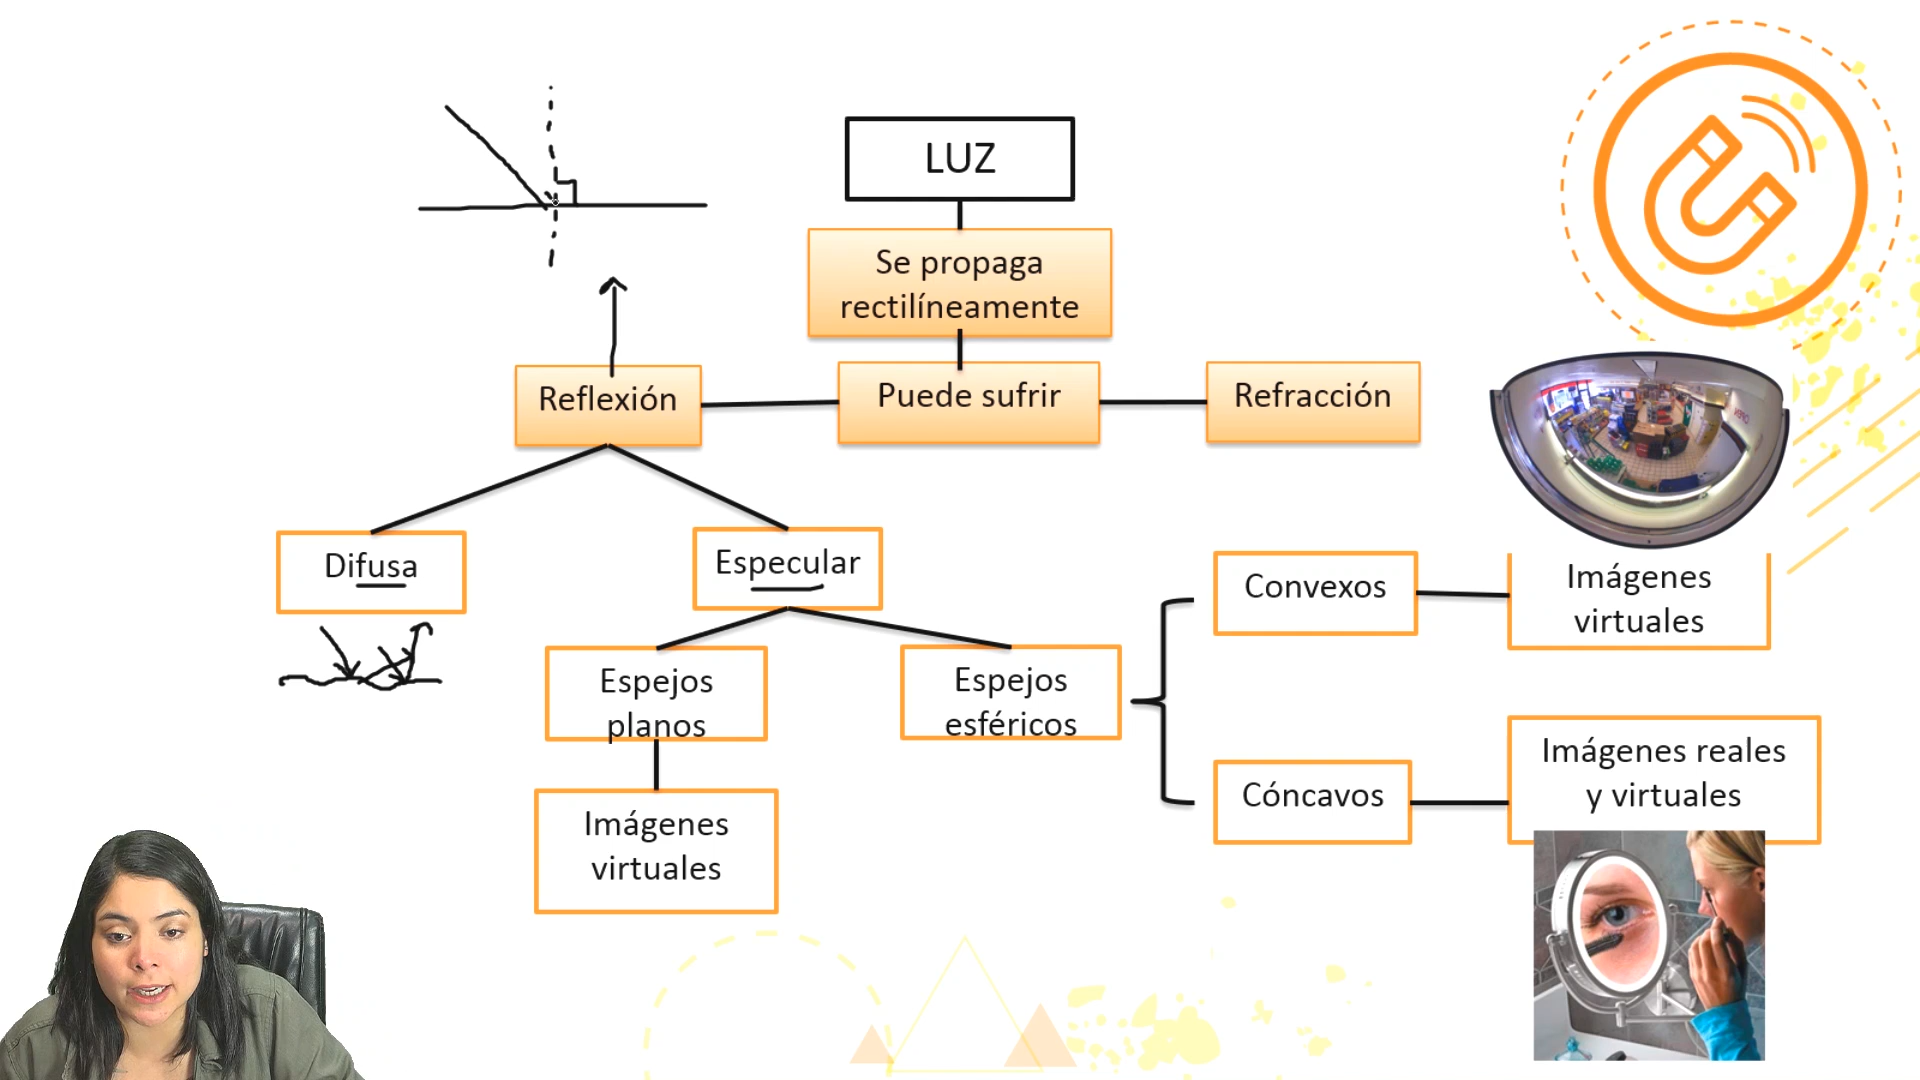 LUZ
Se propaga
rectilíneamente
Reflexión
Puede sufrir
Refracción
Difusa
Especular
Convexos
Imágenes
virtuales
Espejos
planos
Espejos
esféricos
Imágenes reales
y virtuales
Cóncavos
Imágenes
virtuales